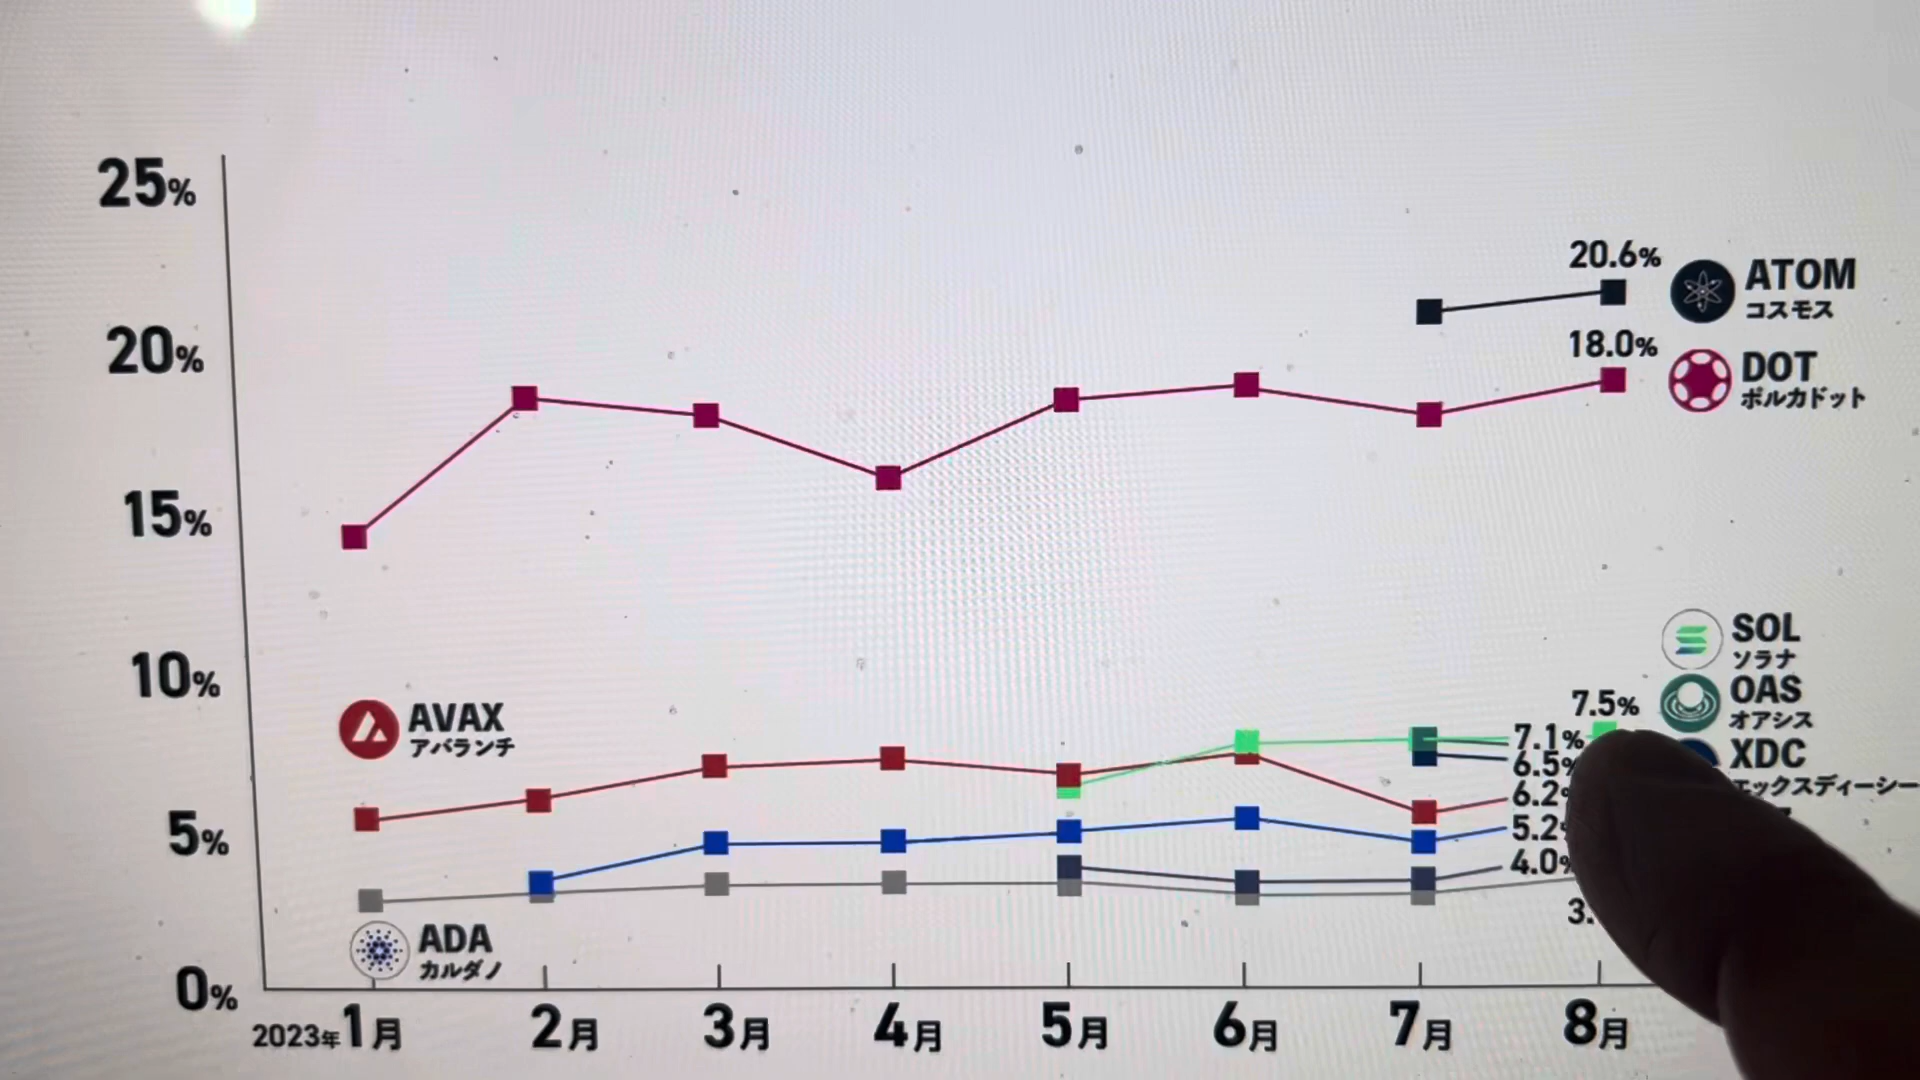 25%
20%
15%
10%
5%
0%
2023年1月
2月
3月
4月
5月
6月
7月
8月
20.6%
ATOM
コスモス
18.0%
DOT
ポルカドット
SOL
ソラナ
7.5%
OAS
オアシス
7.1%
XDC
6.5%
エックスディーシー
6.2
5.2
4.0%
3.
AVAX
アバランチ
ADA
カルダノ